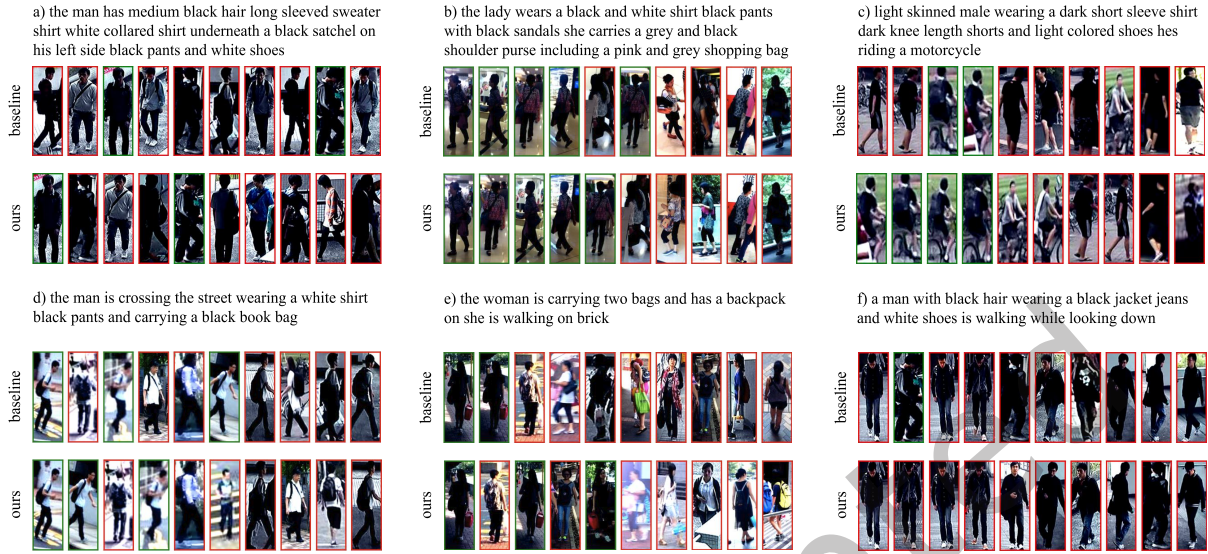 a) the man has medium black hair long sleeved sweater
shirt white collared shirt underneath a black satchel on
his left side black pants and white shoes
baseline
ours
b) the lady wears a black and white shirt black pants
with black sandals she carries a grey and black
shoulder purse including a pink and grey shopping bag
baseline
ours
c) light skinned male wearing a dark short sleeve shirt
dark knee length shorts and light colored shoes hes
riding a motorcycle
baseline
ours
d) the man is crossing the street wearing a white shirt
black pants and carrying a black book bag
baseline
ours
e) the woman is carrying two bags and has a backpack
on she is walking on brick
baseline
ours
f) a man with black hair wearing a black jacket jeans
and white shoes is walking while looking down
baseline
ours